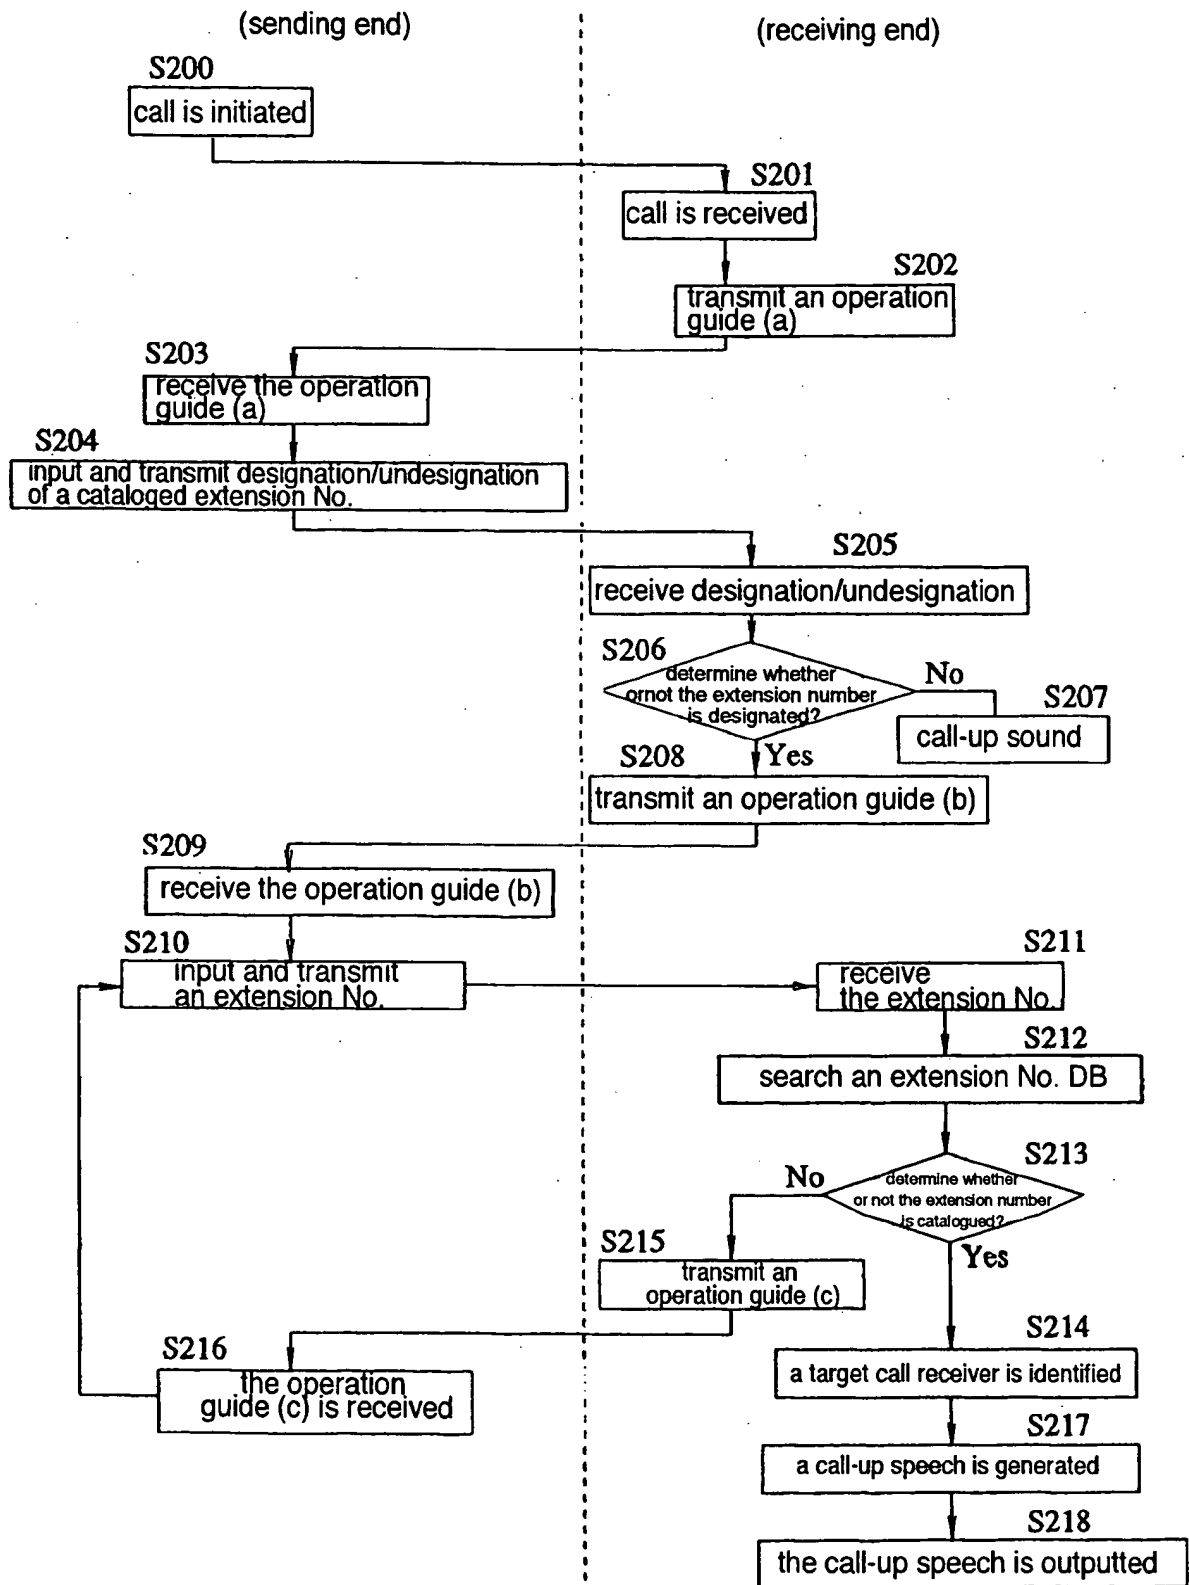 (sending end)
(receiving end)
S200
call is initiated
S201
call is received
S202
transmit an operation
guide (a)
S203
receive the operation
guide (a)
S204
input and transmit designation/undesignation
of a cataloged extension No.
S205
receive designation/undesignation
S206
determine whether
ornot the extension number
is designated?
No
S207
call-up sound
Yes
S208
transmit an operation guide (b)
S209
receive the operation guide (b)
S210
input and transmit
an extension No.
S211
receive
the extension No.
S212
search an extension No. DB
S213
determine whether
or not the extension number
is catalogued?
No
Yes
S215
transmit an
operation guide (c)
S216
the operation
guide (c) is received
S214
a target call receiver is identified
S217
a call-up speech is generated
S218
the call-up speech is outputted